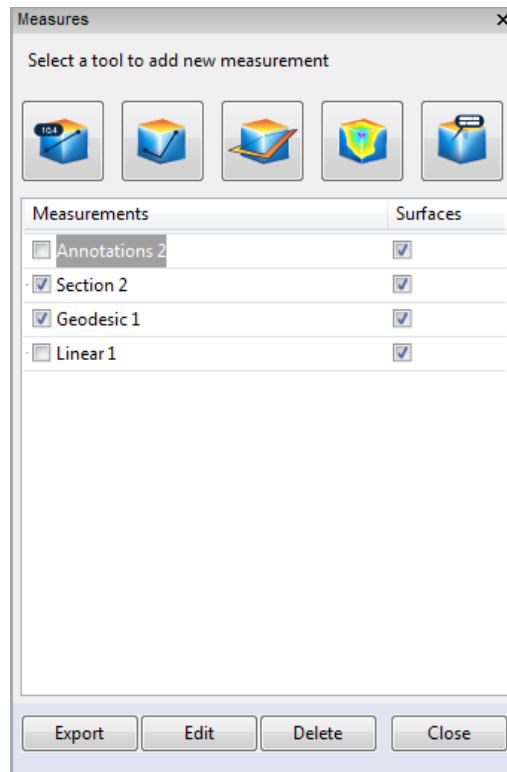 Measures
Select a tool to add new measurement
10.4
Measurements Surfaces
Annotations 2
Section 2
Geodesic 1
Linear 1
Export Edit Delete Close